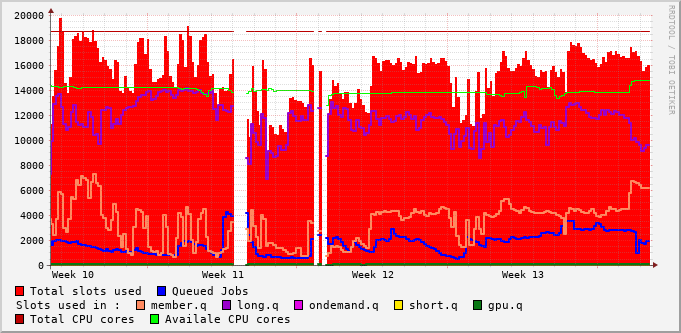 20000
18000
16000
14000
12000
10000
8000
6000
4000
2000
0
Week 10 Week 11 Week 12 Week 13
RRDTOOL / TOBI OETIKER
Total slots used Queued Jobs
Slots used in : member.q long.q ondemand.q short.q gpu.q
Total CPU cores Availale CPU cores